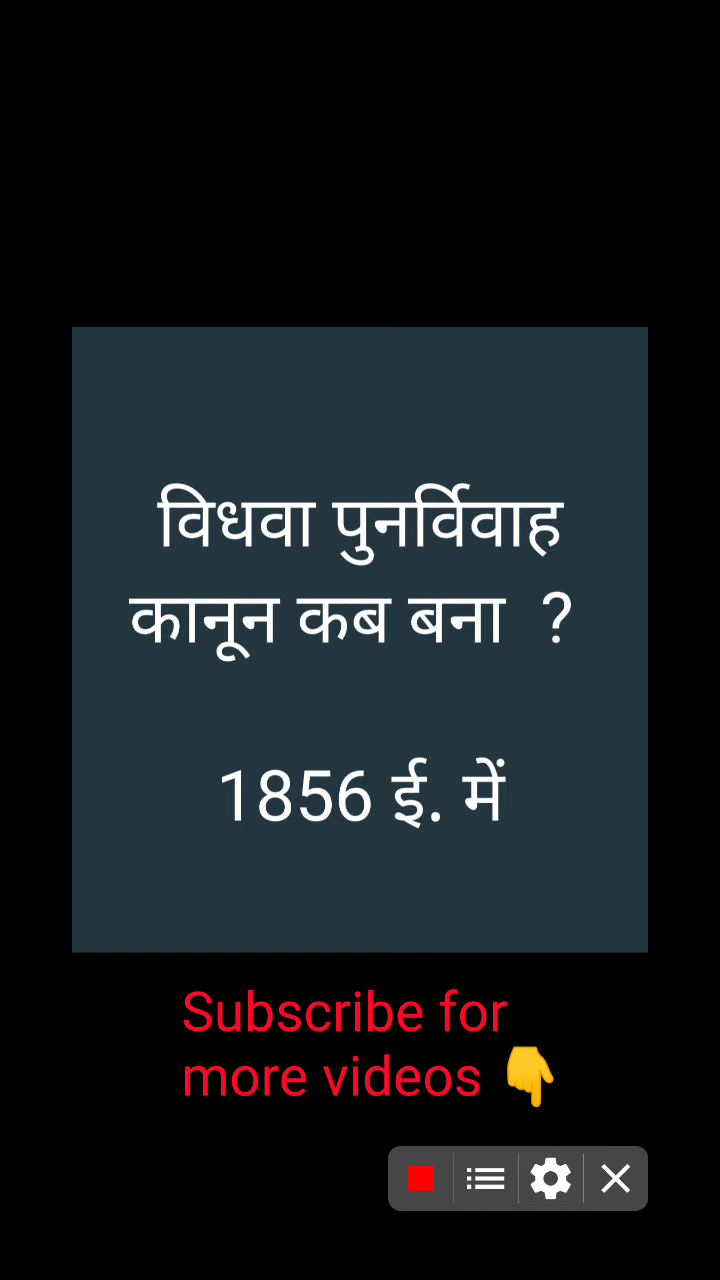 विधवा पुनर्विवाह
कानून कब बना ?
1856 ई. में
Subscribe for
more videos 👇